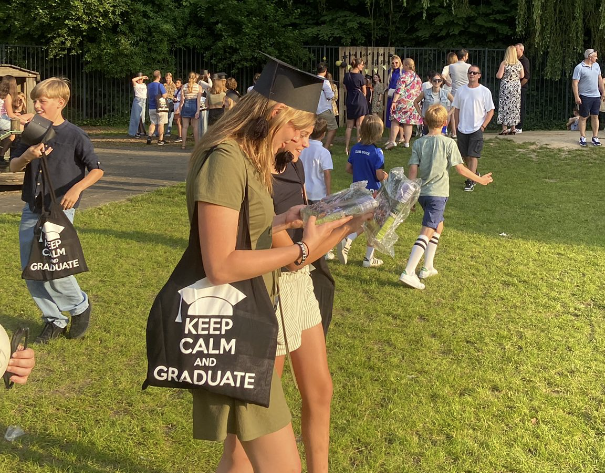 KEEP
CALM
AND
GRADUATE
KEEP
CALM
AND
GRADUATE